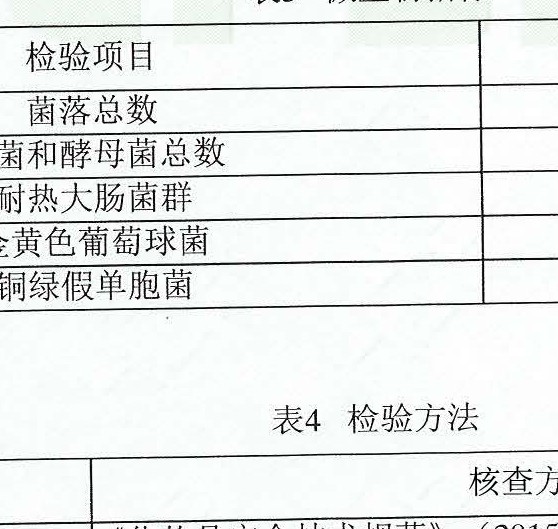 检验项目
菌落总数
菌和酵母菌总数
耐热大肠菌群
金黄色葡萄球菌
铜绿假单胞菌
表4 检验方法
核查方